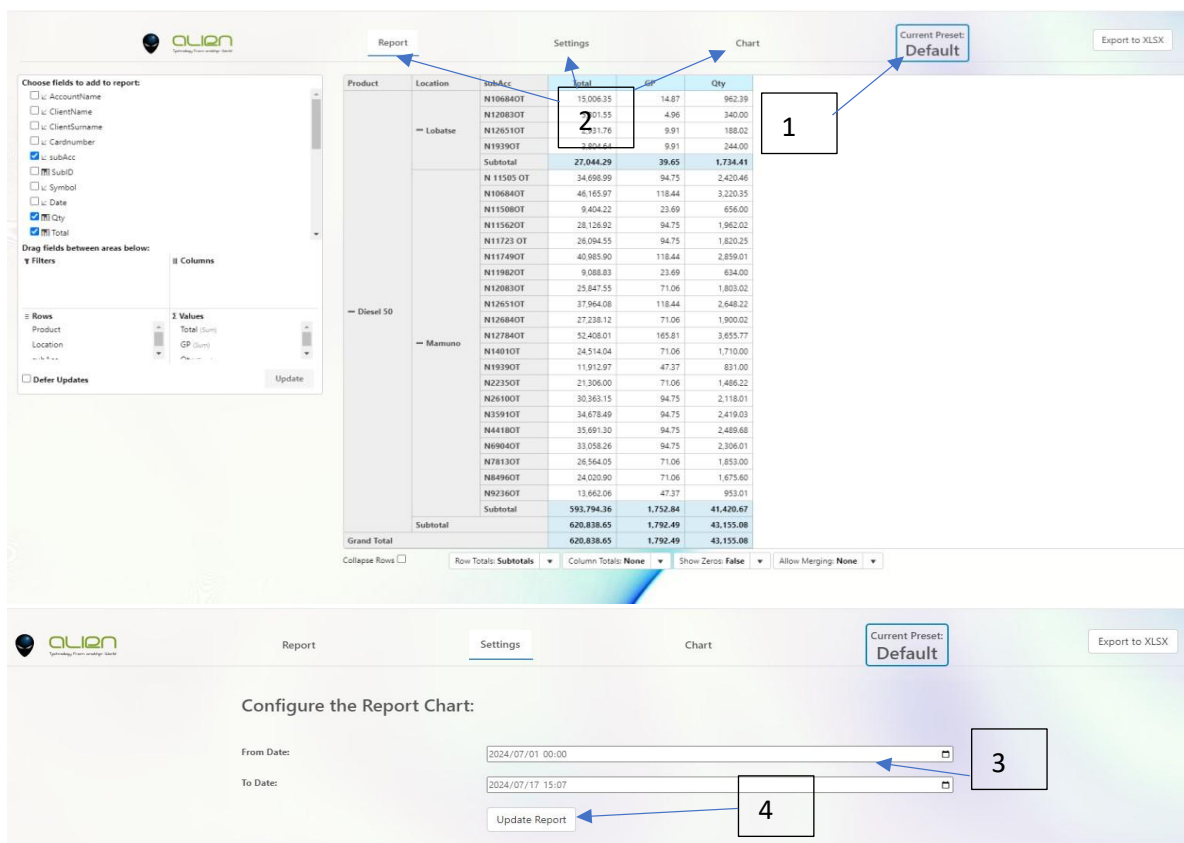 ALIEN
Report Settings Chart Current Preset: Default Export to XLSX
Choose fields to add to report:
AccountName
ClientName
ClientSurname
Cardnumber
subAcc
SubID
Symbol
Date
Qty
Total
Drag fields between areas below:
Filters Columns
Rows Σ Values
Product Total (Sum)
Location GP (Sum)
Defer Updates Update
Product Location subAcc Total GP Qty
N10684OT 15,006.35 14.87 962.39
N12083OT 4.96 340.00
Lobatse N12651OT 9.91 188.02
N1939OT 3,804.64 9.91 244.00
Subtotal 27,044.29 39.65 1,734.41
N 11505 OT 34,698.99 94.75 2,420.46
N10684OT 46,165.97 118.44 3,220.35
N11508OT 9,404.22 23.69 656.00
N11562OT 28,126.92 94.75 1,962.02
N11723 OT 26,094.55 94.75 1,820.25
N11749OT 40,985.90 118.44 2,859.01
N11982OT 9,088.83 23.69 634.00
N12083OT 25,847.55 71.06 1,803.02
N12651OT 37,964.08 118.44 2,648.22
Diesel 50 N12684OT 27,238.12 71.06 1,900.02
N12784OT 52,408.01 165.81 3,655.77
Mamuno N1401OT 24,514.04 71.06 1,710.00
N1939OT 11,912.97 47.37 831.00
N2235OT 21,306.00 71.06 1,486.22
N2610OT 30,363.15 94.75 2,118.01
N3591OT 34,678.49 94.75 2,419.03
N4418OT 35,691.30 94.75 2,489.68
N6904OT 33,058.26 94.75 2,306.01
N7813OT 26,564.05 71.06 1,853.00
N8496OT 24,020.90 71.06 1,675.60
N9236OT 13,662.06 47.37 953.01
Subtotal 593,794.36 1,752.84 41,420.67
Subtotal 620,838.65 1,792.49 43,155.08
Grand Total 620,838.65 1,792.49 43,155.08
Collapse Rows Row Totals: Subtotals Column Totals: None Show Zeros: False Allow Merging: None
2
1
ALIEN
Report Settings Chart Current Preset: Default Export to XLSX
Configure the Report Chart:
From Date: 2024/07/01 00:00
3
To Date: 2024/07/17 15:07
Update Report
4